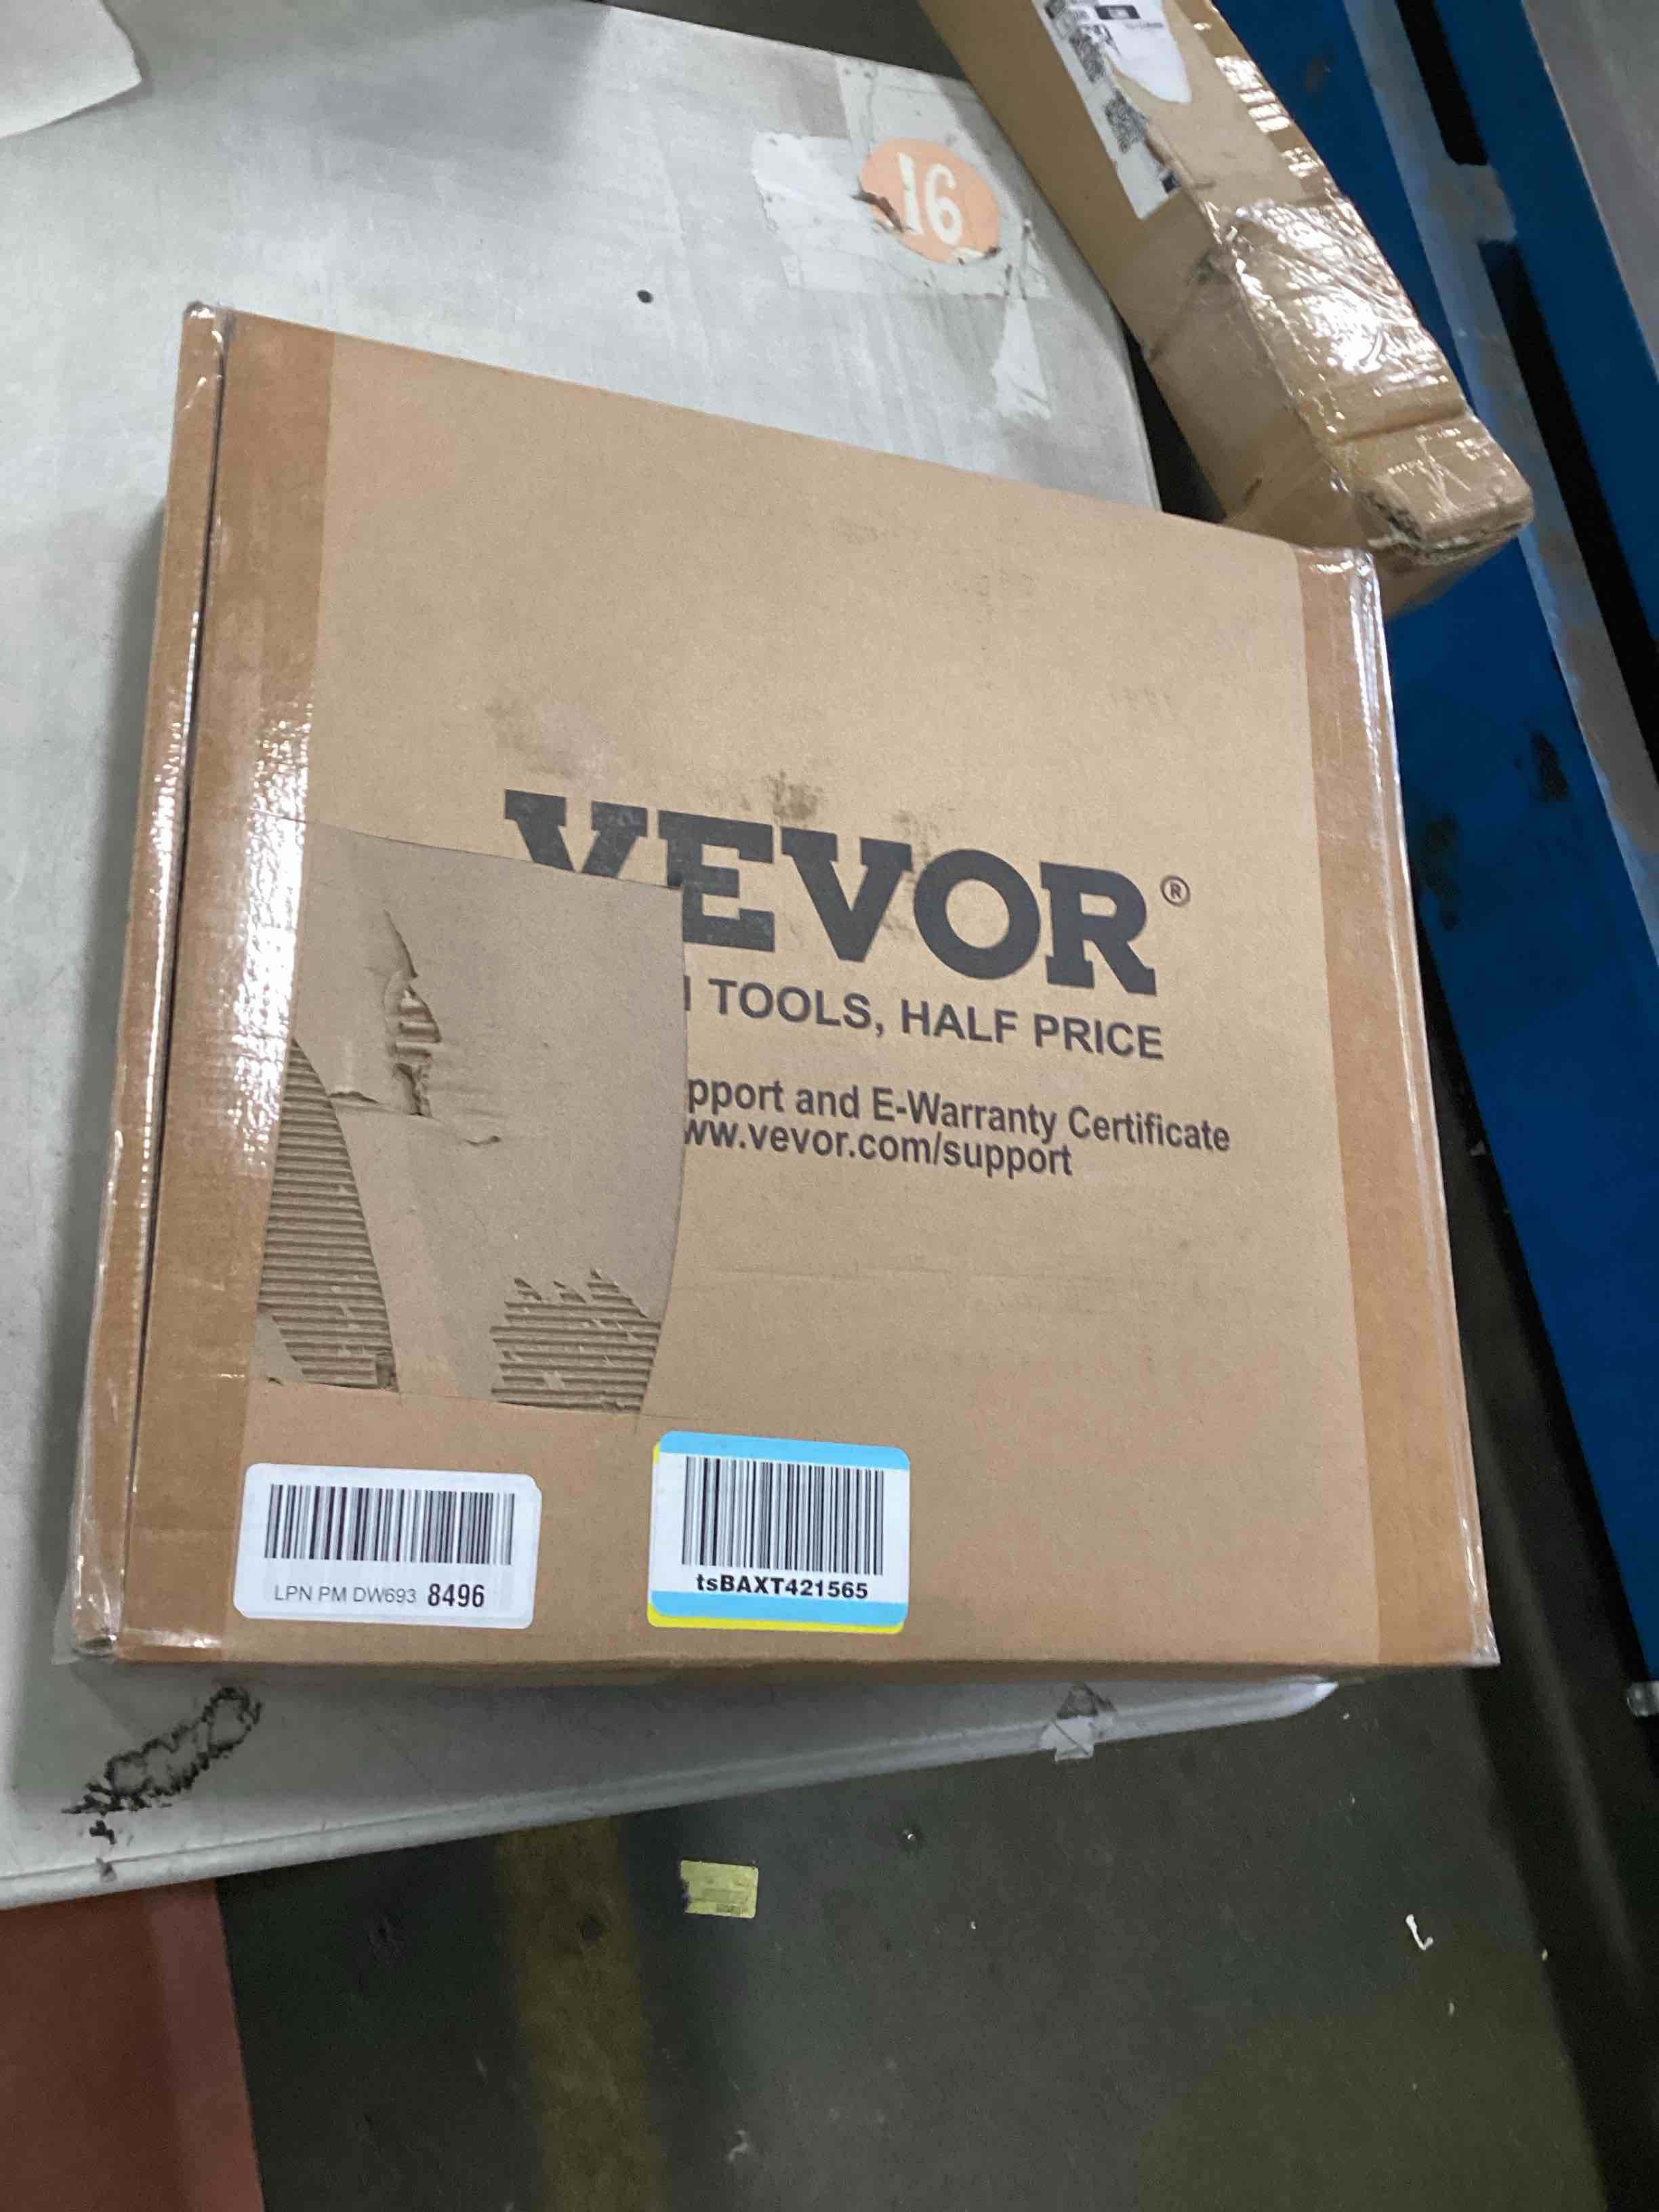 16
VEVOR®
TOOLS, HALF PRICE
pport and E-Warranty Certificate
ww.vevor.com/support
LPN PM DW693 8496
tsBAXT421565